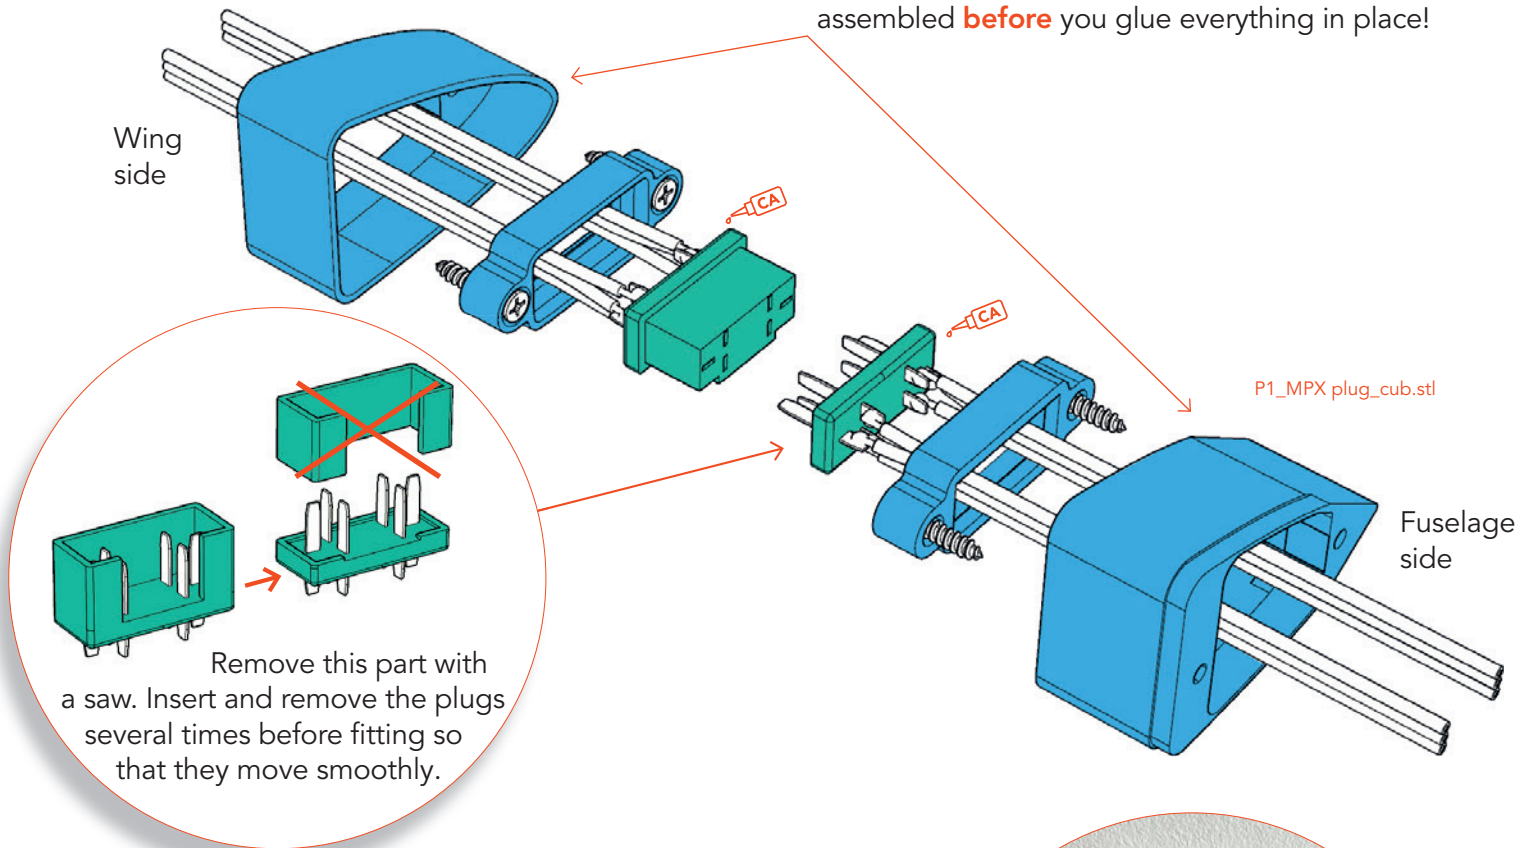 assembled before you glue everything in place!
Wing
side
CA
CA
P1_MPX plug_cub.stl
Fuselage
side
Remove this part with
a saw. Insert and remove the plugs
several times before fitting so
that they move smoothly.